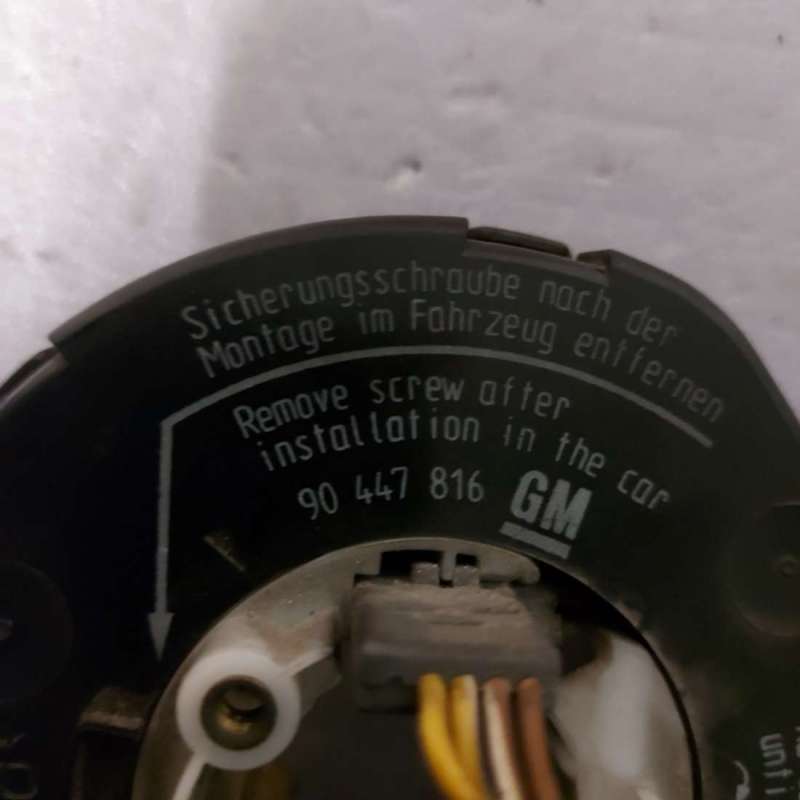 Sicherungsschraube nach der
Montage im Fahrzeug entfernen
Remove screw after
installation in the car
90 447 816 GM